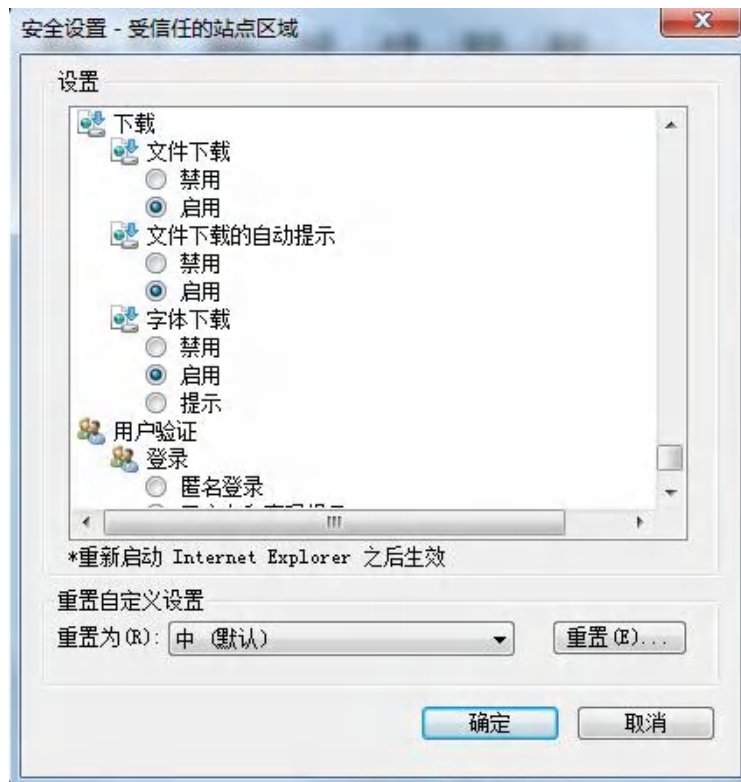 安全设置 - 受信任的站点区域
设置
下载
文件下载
禁用
启用
文件下载的自动提示
禁用
启用
字体下载
禁用
启用
提示
用户验证
登录
匿名登录
*重新启动 Internet Explorer 之后生效
重置自定义设置
重置为(R): 中 (默认) 重置(E)...
确定 取消